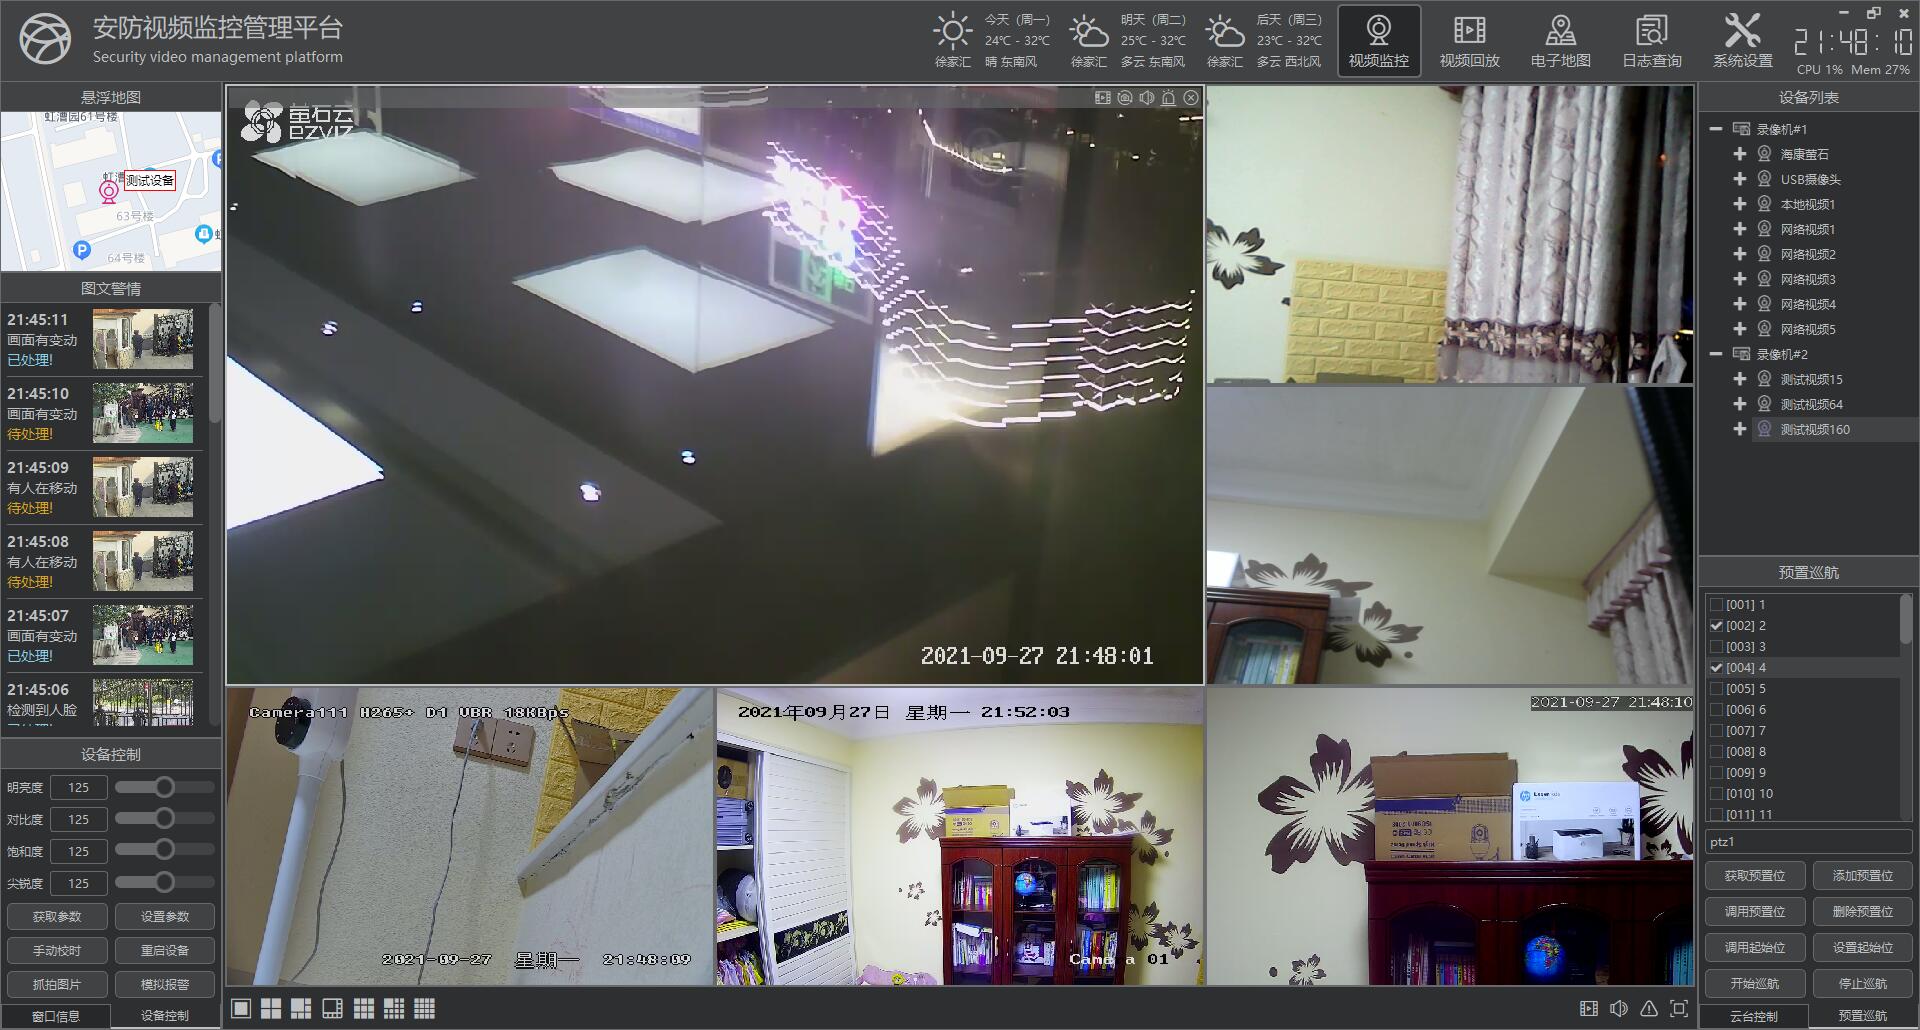 安防视频监控管理平台
Security video management platform
今天 (周一)
24℃ - 32℃
徐家汇 晴 东南风
明天 (周二)
25℃ - 32℃
徐家汇 多云 东南风
后天 (周三)
23℃ - 32℃
徐家汇 多云 西北风
视频监控
视频回放
电子地图
日志查询
系统设置
21:48:10
CPU 1% Mem 27%
悬浮地图
虹漕园61号楼
测试设备
63号楼
64号楼
图文警情
21:45:11
画面有变动
已处理!
21:45:10
画面有变动
待处理!
21:45:09
有人在移动
待处理!
21:45:08
有人在移动
待处理!
21:45:07
画面有变动
已处理!
21:45:06
检测到人脸
设备控制
明亮度 125
对比度 125
饱和度 125
尖锐度 125
获取参数 设置参数
手动校时 重启设备
抓拍图片 模拟报警
窗口信息 设备控制
萤石云
ezviz
2021-09-27 21:48:01
Camera111 H265+ D1 VBR 18KBps
2021-09-27 星期一 21:48:09
2021年09月27日 星期一 21:52:03
Camera 01
2021-09-27 21:48:10
设备列表
录像机#1
海康萤石
USB摄像头
本地视频1
网络视频1
网络视频2
网络视频3
网络视频4
网络视频5
录像机#2
测试视频15
测试视频64
测试视频160
预置巡航
[001] 1
[002] 2
[003] 3
[004] 4
[005] 5
[006] 6
[007] 7
[008] 8
[009] 9
[010] 10
[011] 11
ptz1
获取预置位 添加预置位
调用预置位 删除预置位
调用起始位 设置起始位
开始巡航 停止巡航
云台控制 预置巡航